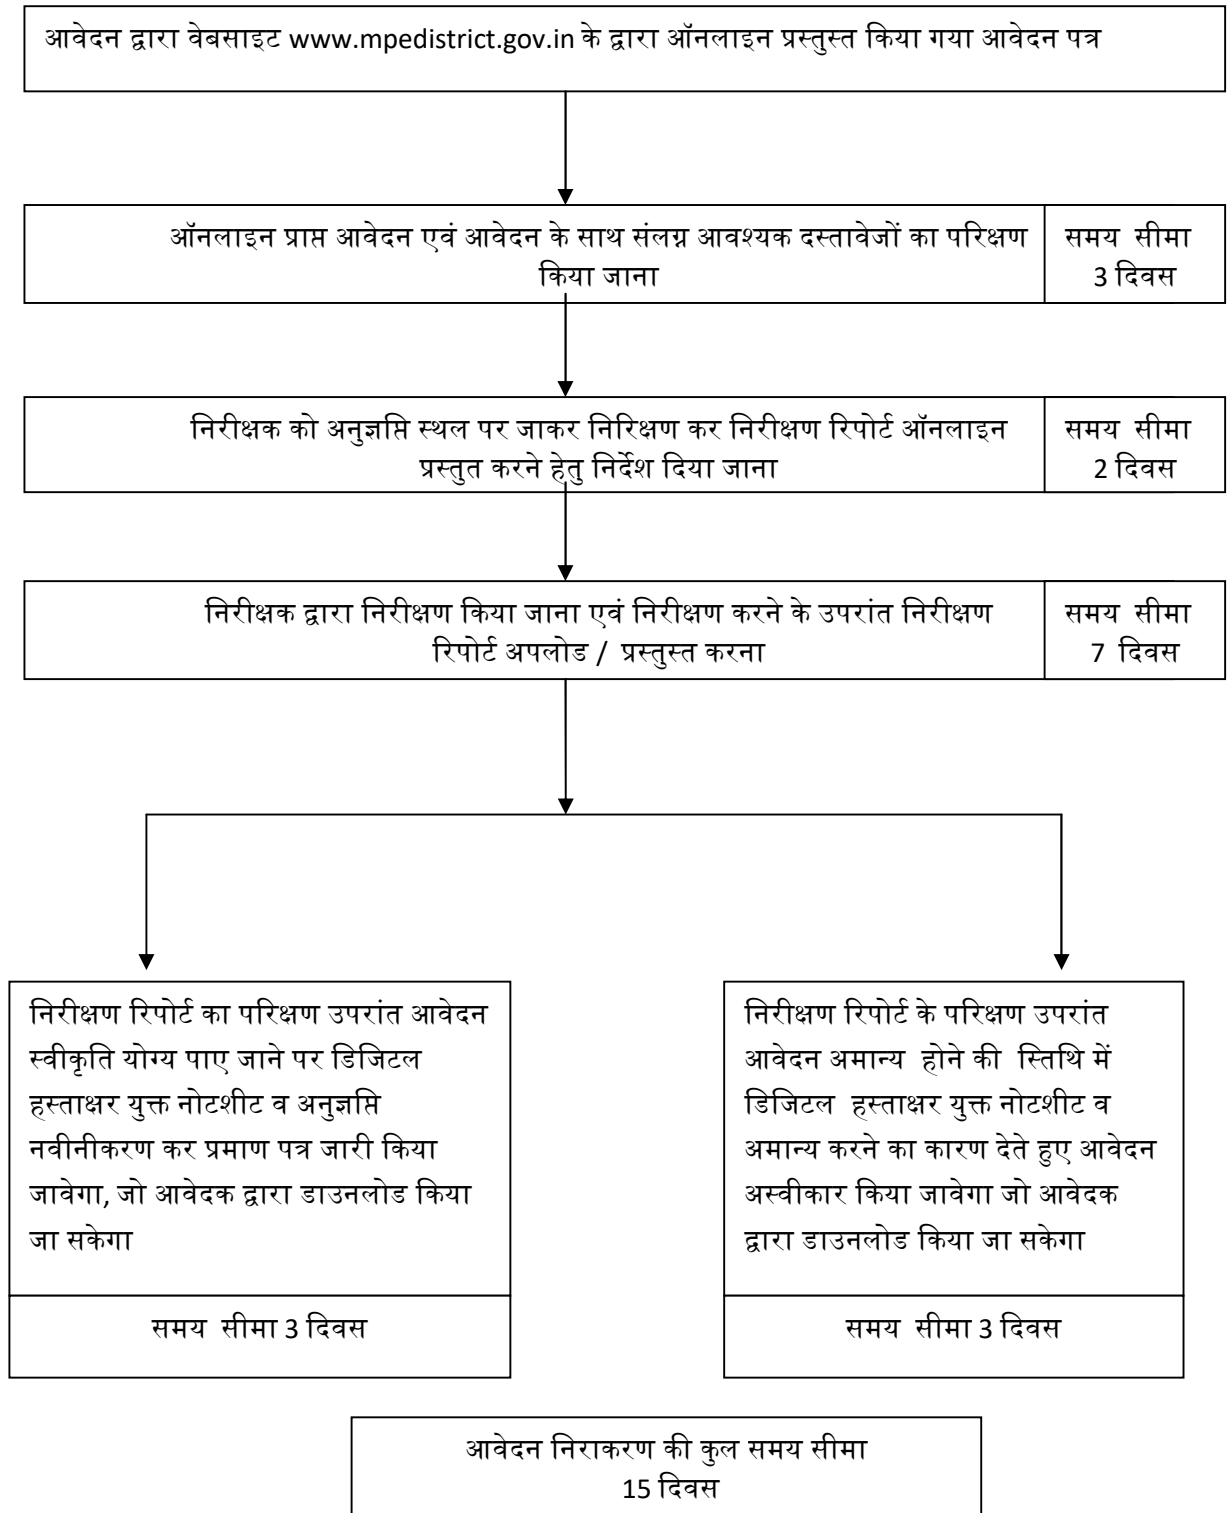 आवेदन द्वारा वेबसाइट www.mpedistrict.gov.in के द्वारा ऑनलाइन प्रस्तुस्त किया गया आवेदन पत्र
ऑनलाइन प्राप्त आवेदन एवं आवेदन के साथ संलग्न आवश्यक दस्तावेजों का परिक्षण
किया जाना
समय सीमा
3 दिवस
निरीक्षक को अनुज्ञप्ति स्थल पर जाकर निरिक्षण कर निरीक्षण रिपोर्ट ऑनलाइन
प्रस्तुत करने हेतु निर्देश दिया जाना
समय सीमा
2 दिवस
निरीक्षक द्वारा निरीक्षण किया जाना एवं निरीक्षण करने के उपरांत निरीक्षण
रिपोर्ट अपलोड / प्रस्तुस्त करना
समय सीमा
7 दिवस
निरीक्षण रिपोर्ट का परिक्षण उपरांत आवेदन
स्वीकृति योग्य पाए जाने पर डिजिटल
हस्ताक्षर युक्त नोटशीट व अनुज्ञप्ति
नवीनीकरण कर प्रमाण पत्र जारी किया
जावेगा, जो आवेदक द्वारा डाउनलोड किया
जा सकेगा
समय सीमा 3 दिवस
निरीक्षण रिपोर्ट के परिक्षण उपरांत
आवेदन अमान्य होने की स्तिथि में
डिजिटल हस्ताक्षर युक्त नोटशीट व
अमान्य करने का कारण देते हुए आवेदन
अस्वीकार किया जावेगा जो आवेदक
द्वारा डाउनलोड किया जा सकेगा
समय सीमा 3 दिवस
आवेदन निराकरण की कुल समय सीमा
15 दिवस